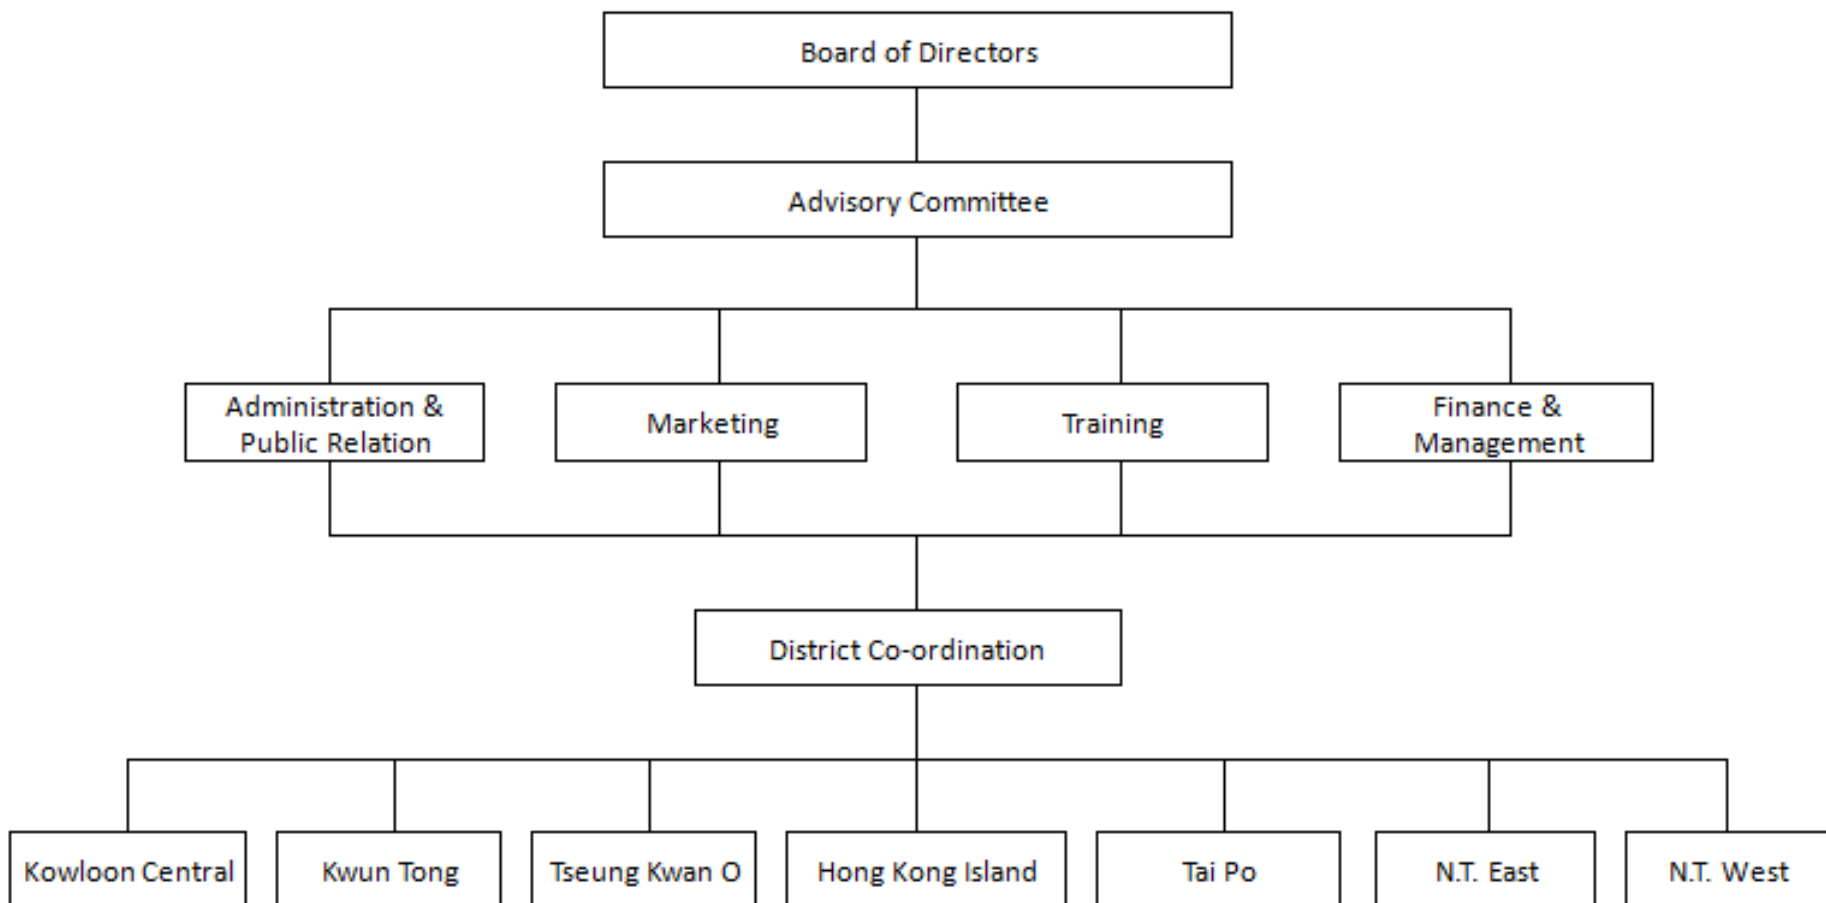 Board of Directors
Advisory Committee
Administration &
Public Relation
Marketing
Training
Finance &
Management
District Co-ordination
Kowloon Central
Kwun Tong
Tseung Kwan O
Hong Kong Island
Tai Po
N.T. East
N.T. West